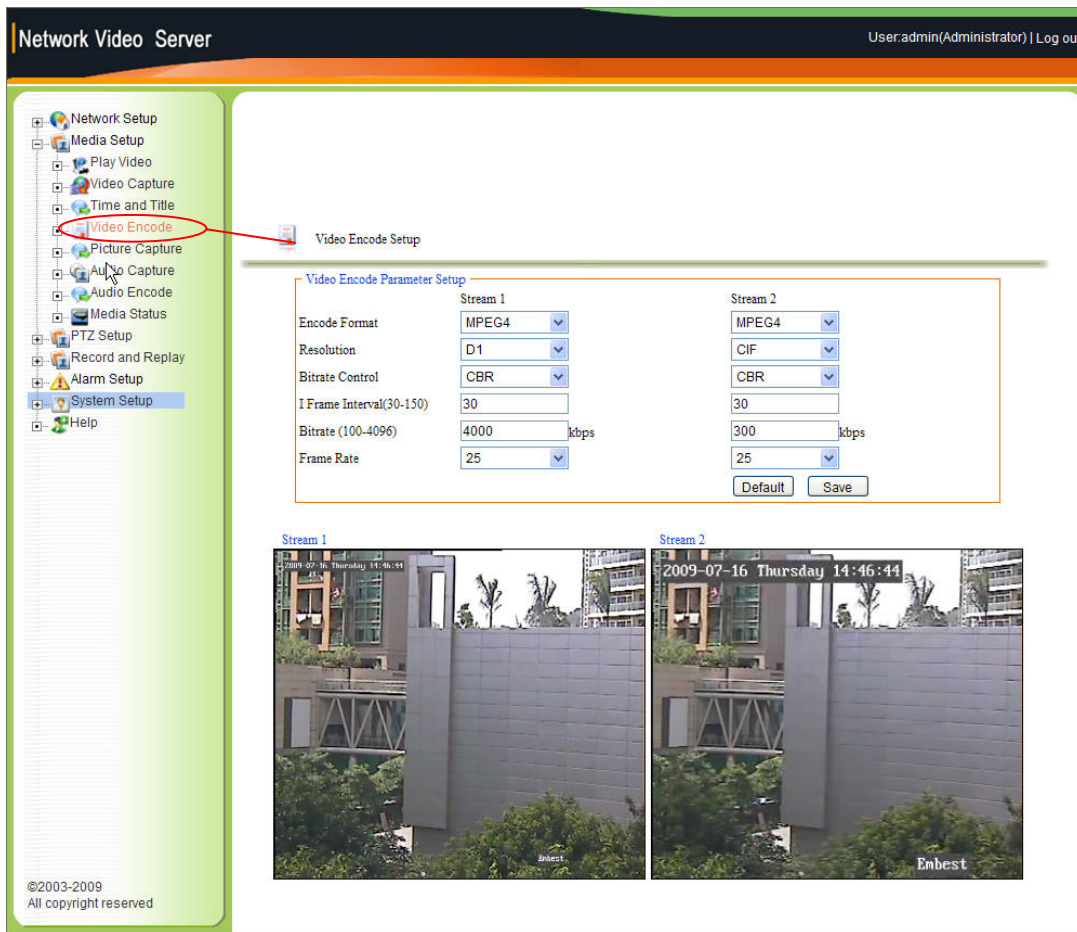 Network Video Server
User:admin(Administrator) | Log ou
Network Setup
Media Setup
Play Video
Video Capture
Time and Title
Video Encode
Picture Capture
Audio Capture
Audio Encode
Media Status
PTZ Setup
Record and Replay
Alarm Setup
System Setup
Help
©2003-2009
All copyright reserved
Video Encode Setup
Video Encode Parameter Setup
Stream 1 Stream 2
Encode Format MPEG4 MPEG4
Resolution D1 CIF
Bitrate Control CBR CBR
I Frame Interval(30-150) 30 30
Bitrate (100-4096) 4000 kbps 300 kbps
Frame Rate 25 25
Default Save
Stream 1
2009-07-16 Thursday 14:46:44
Embest
Stream 2
2009-07-16 Thursday 14:46:44
Embest